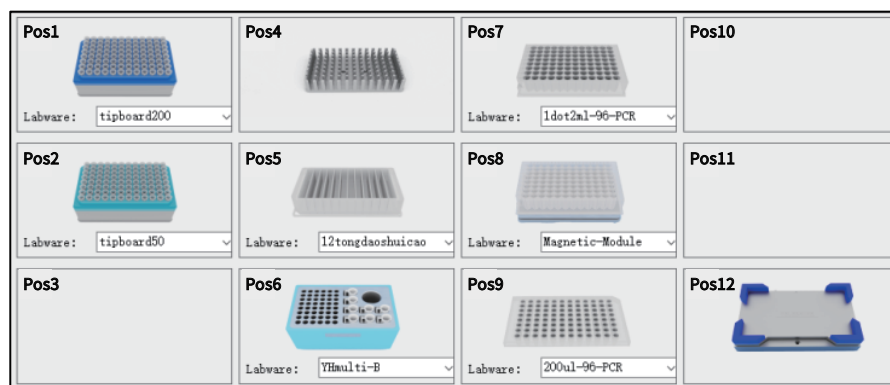 Pos1
Pos4
Pos7
Pos10
Labware: tipboard200
Labware: 1dot2ml-96-PCR
Pos2
Pos5
Pos8
Pos11
Labware: tipboard50
Labware: 12tongdaoshuicao
Labware: Magnetic-Module
Pos3
Pos6
Pos9
Pos12
Labware: YHmulti-B
Labware: 200ul-96-PCR